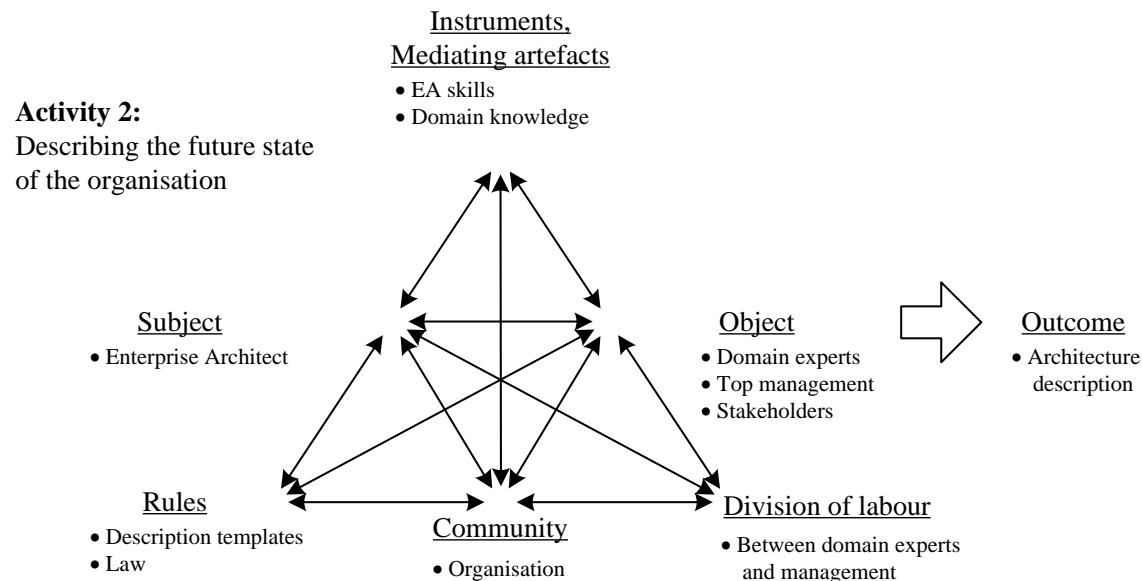 Instruments,
Mediating artefacts
• EA skills
• Domain knowledge
Activity 2:
Describing the future state
of the organisation
Subject
• Enterprise Architect
Object
• Domain experts
• Top management
• Stakeholders
Outcome
• Architecture
description
Rules
• Description templates
• Law
Community
• Organisation
Division of labour
• Between domain experts
and management